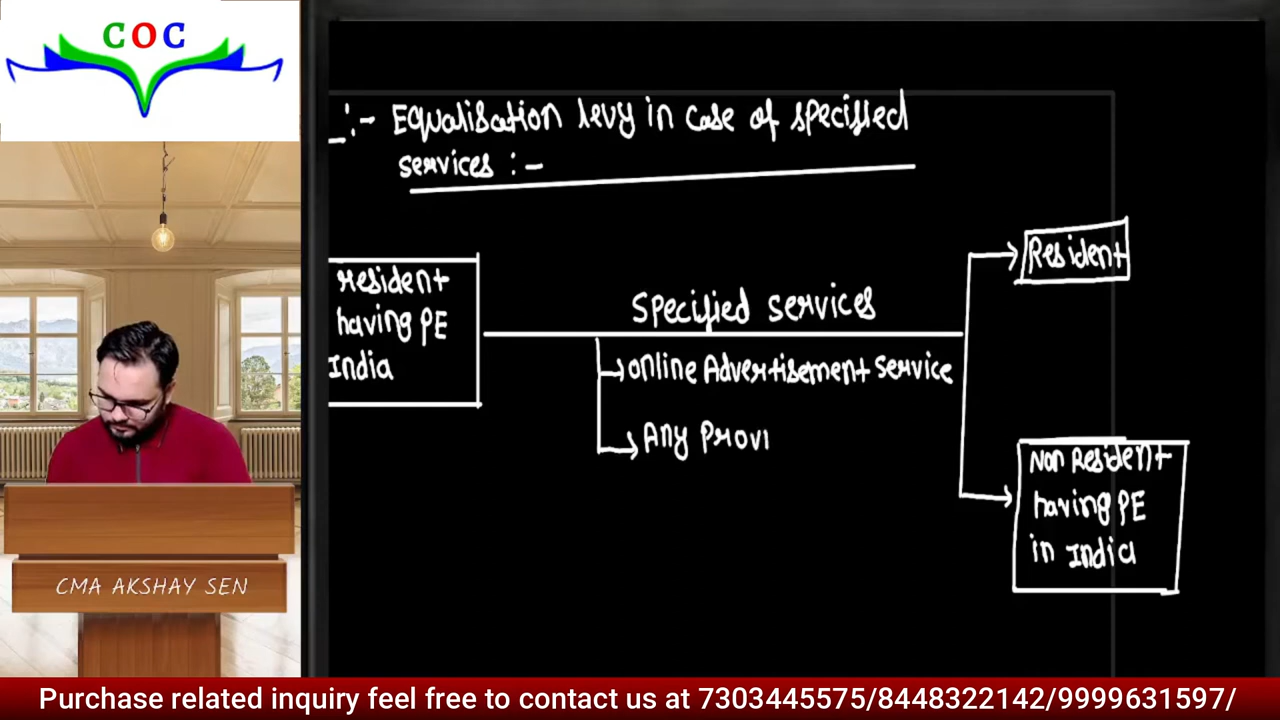 COC
:- Equalisation levy in case of specified
services :-
resident
having PE
India
Specified services
Online Advertisement Service
Any Provi
Resident
Non Resident
having PE
in India
CMA AKSHAY SEN
Purchase related inquiry feel free to contact us at 7303445575/8448322142/9999631597/